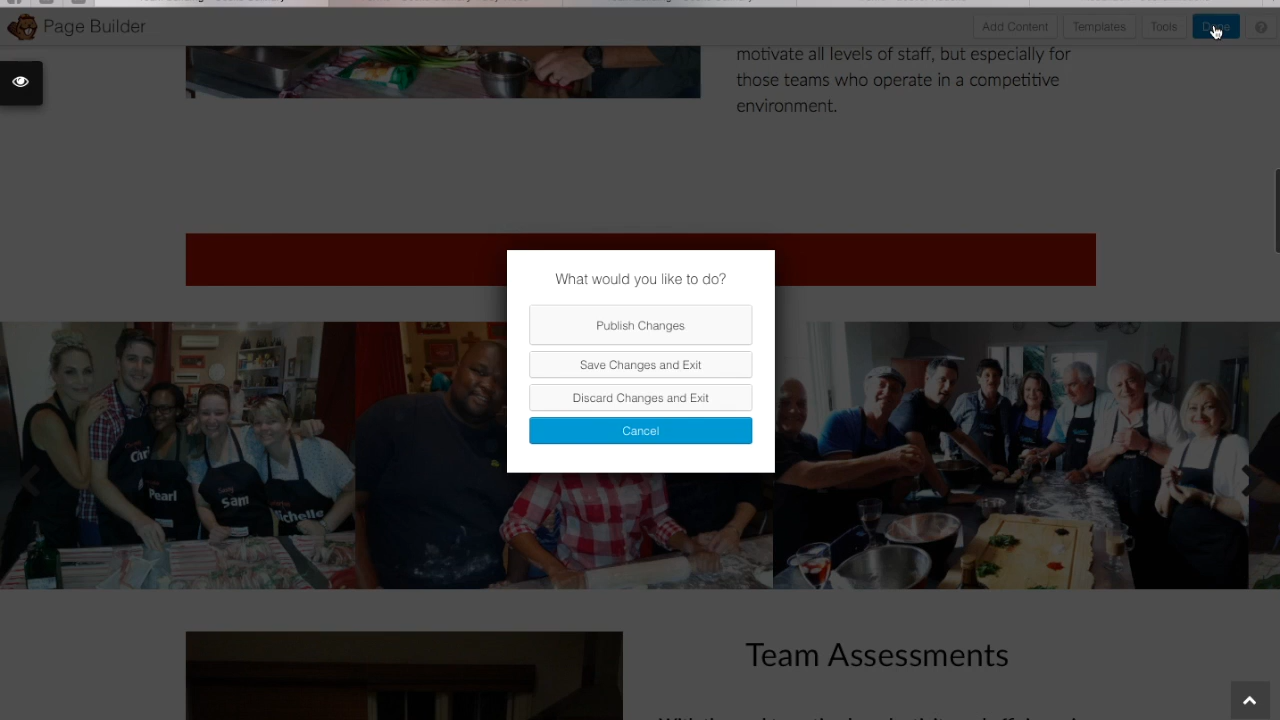 Page Builder
Add Content
Templates
Tools
Done
motivate all levels of staff, but especially for
those teams who operate in a competitive
environment.
What would you like to do?
Publish Changes
Save Changes and Exit
Discard Changes and Exit
Cancel
Pearl
Sam
Michelle
Team Assessments